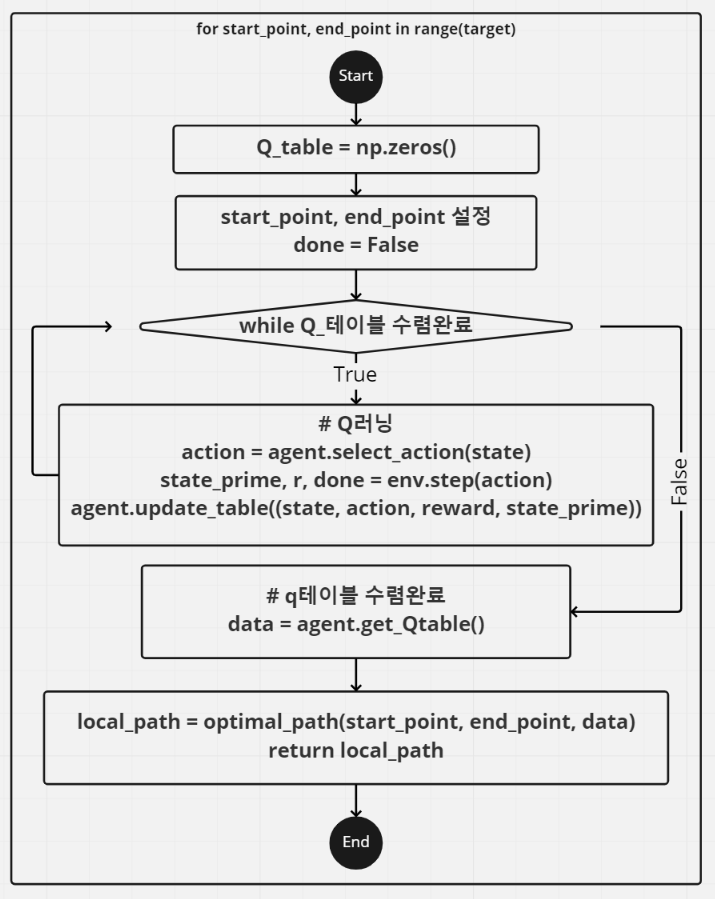 for start_point, end_point in range(target)
Start
Q_table = np.zeros()
start_point, end_point 설정
done = False
while Q_테이블 수렴완료
True
# Q러닝
action = agent.select_action(state)
state_prime, r, done = env.step(action)
agent.update_table((state, action, reward, state_prime))
False
# q테이블 수렴완료
data = agent.get_Qtable()
local_path = optimal_path(start_point, end_point, data)
return local_path
End